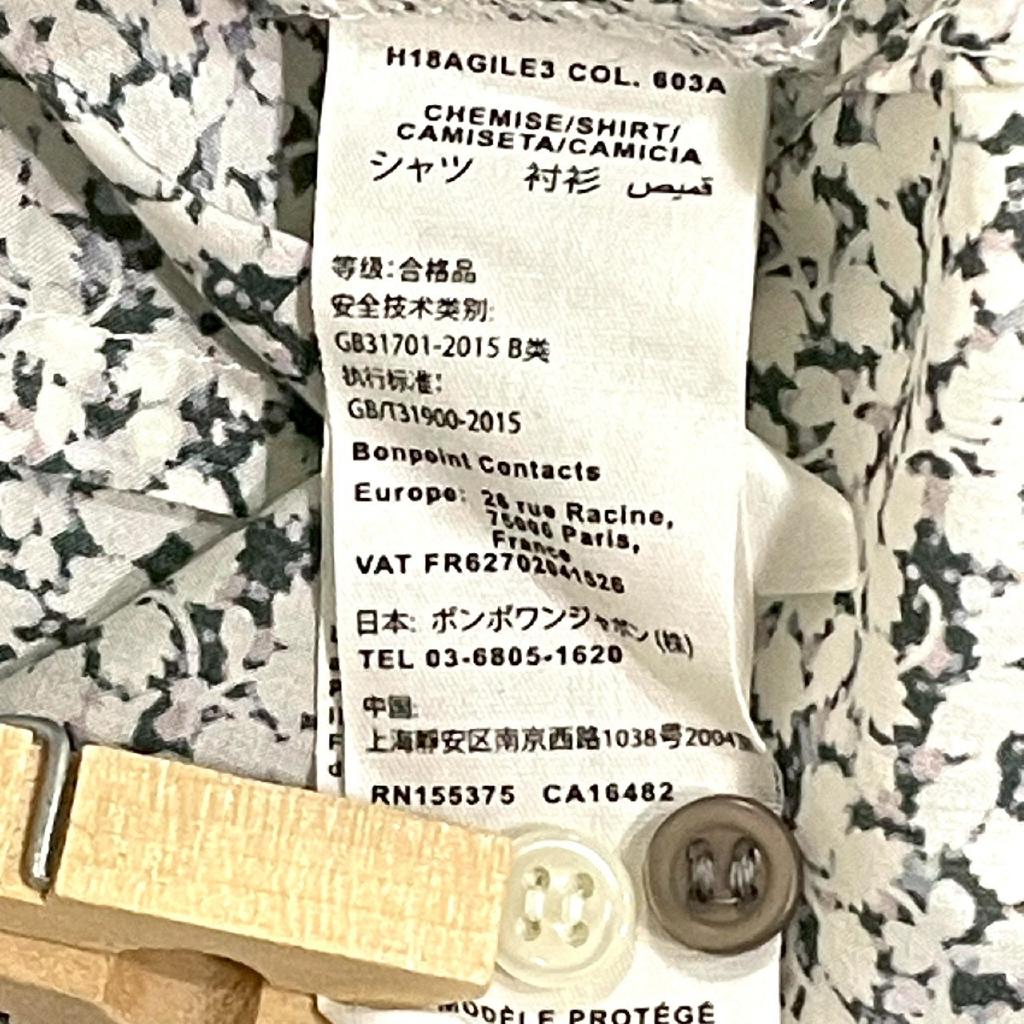 H18AGILE3 COL. 603A
CHEMISE/SHIRT/
CAMISETA/CAMICIA
シャツ 衬衫 قميص
等级:合格品
安全技术类别:
GB31701-2015 B类
执行标准:
GB/T31900-2015
Bonpoint Contacts
Europe: 26 rue Racine,
75006 Paris,
France
VAT FR62702041526
日本: ボンポワンジャポン (株)
TEL 03-6805-1620
中国:
上海静安区南京西路1038号2004
RN155375 CA16482
MODÈLE PROTÉGÉ